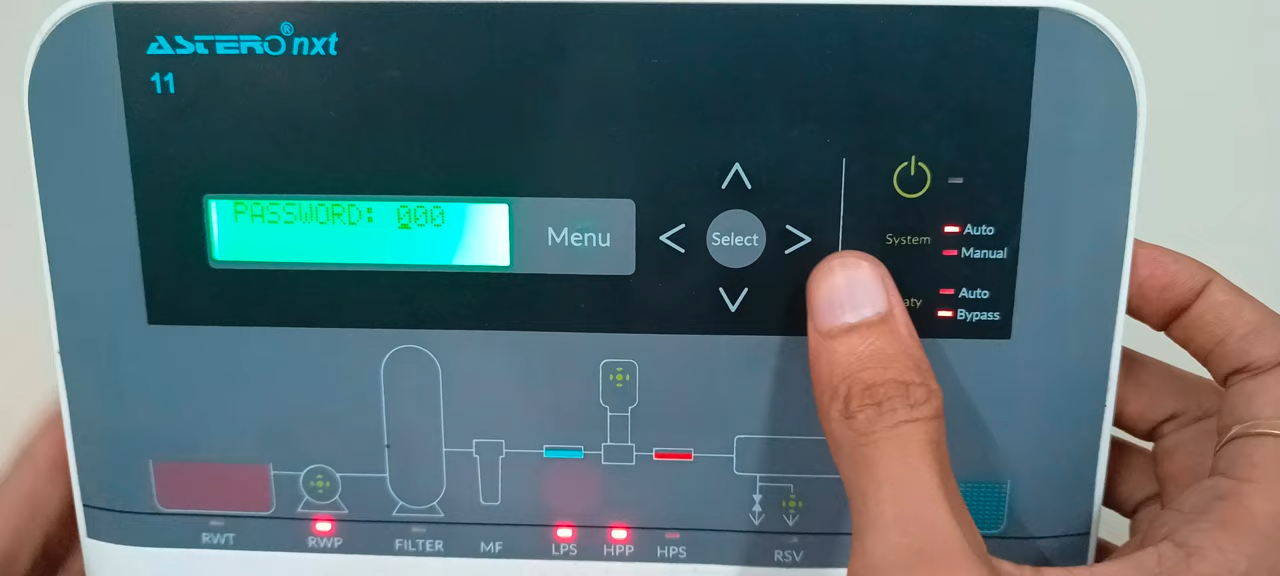 ASTERO® nxt
11
PASSWORD: 000
Menu
Select
System
Auto
Manual
Auto
Bypass
RWT
RWP
FILTER
MF
LPS
HPP
HPS
RSV